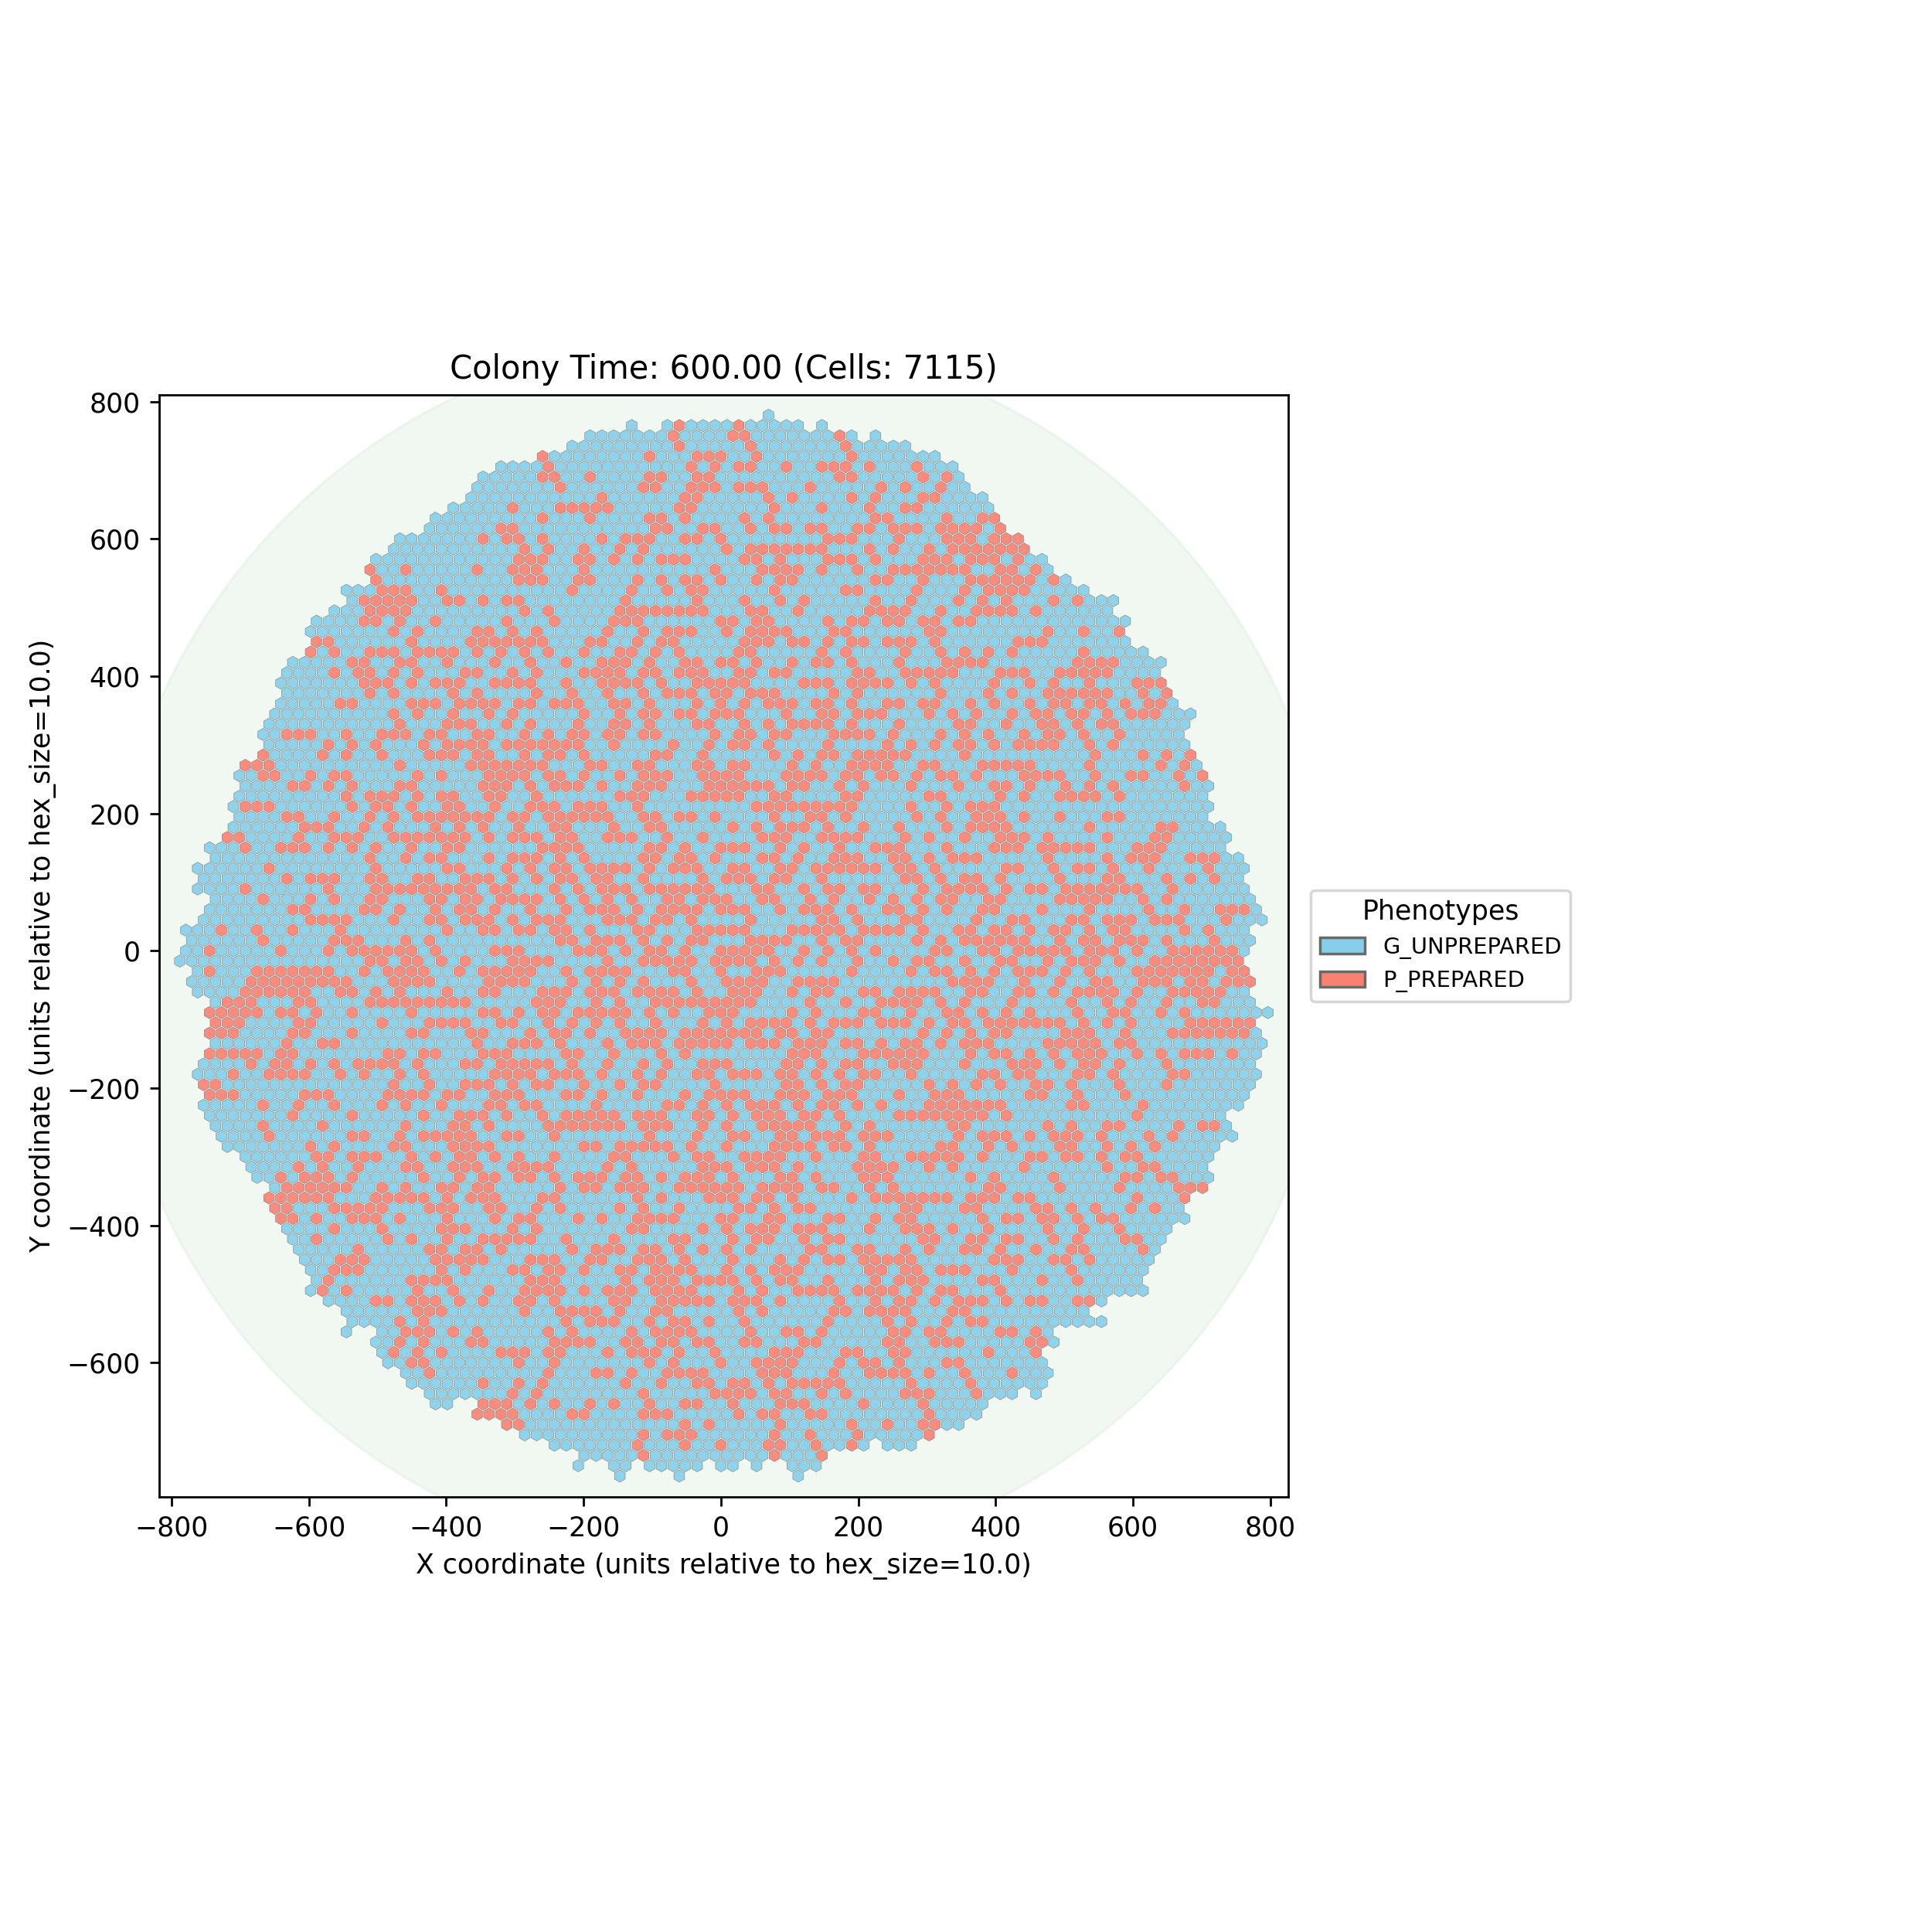 Colony Time: 600.00 (Cells: 7115)
800
600
400
200
0
−200
−400
−600
Y coordinate (units relative to hex_size=10.0)
−800
−600
−400
−200
0
200
400
600
800
X coordinate (units relative to hex_size=10.0)
Phenotypes
G_UNPREPARED
P_PREPARED